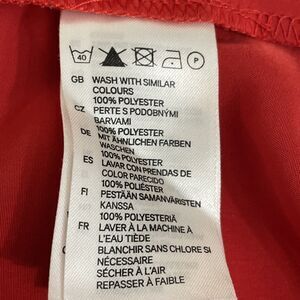 40
P
GB WASH WITH SIMILAR
COLOURS
100% POLYESTER
CZ PERTE S PODOBNÝMI
BARVAMI
100% POLYESTER
DE MIT ÄHNLICHEN FARBEN
WASCHEN
100% POLYESTER
ES LAVAR CON PRENDAS DE
COLOR PARECIDO
100% POLIÉSTER
FI PESTÄÄN SAMANVÄRISTEN
KANSSA
100% POLYESTERIÄ
FR LAVER À LA MACHINE À
L'EAU TIÈDE
BLANCHIR SANS CHLORE SI
NÉCESSAIRE
SÉCHER À L'AIR
REPASSER À FAIBLE